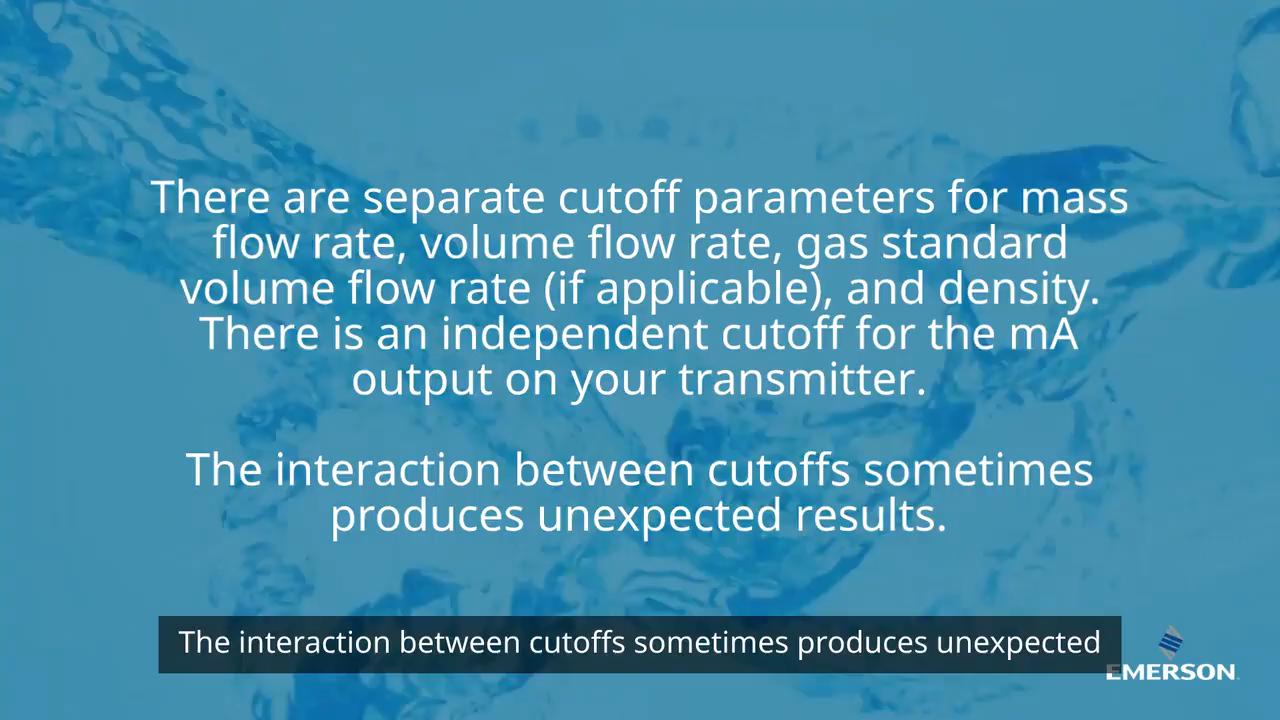 There are separate cutoff parameters for mass
flow rate, volume flow rate, gas standard
volume flow rate (if applicable), and density.
There is an independent cutoff for the mA
output on your transmitter.
The interaction between cutoffs sometimes
produces unexpected results.
The interaction between cutoffs sometimes produces unexpected
EMERSON